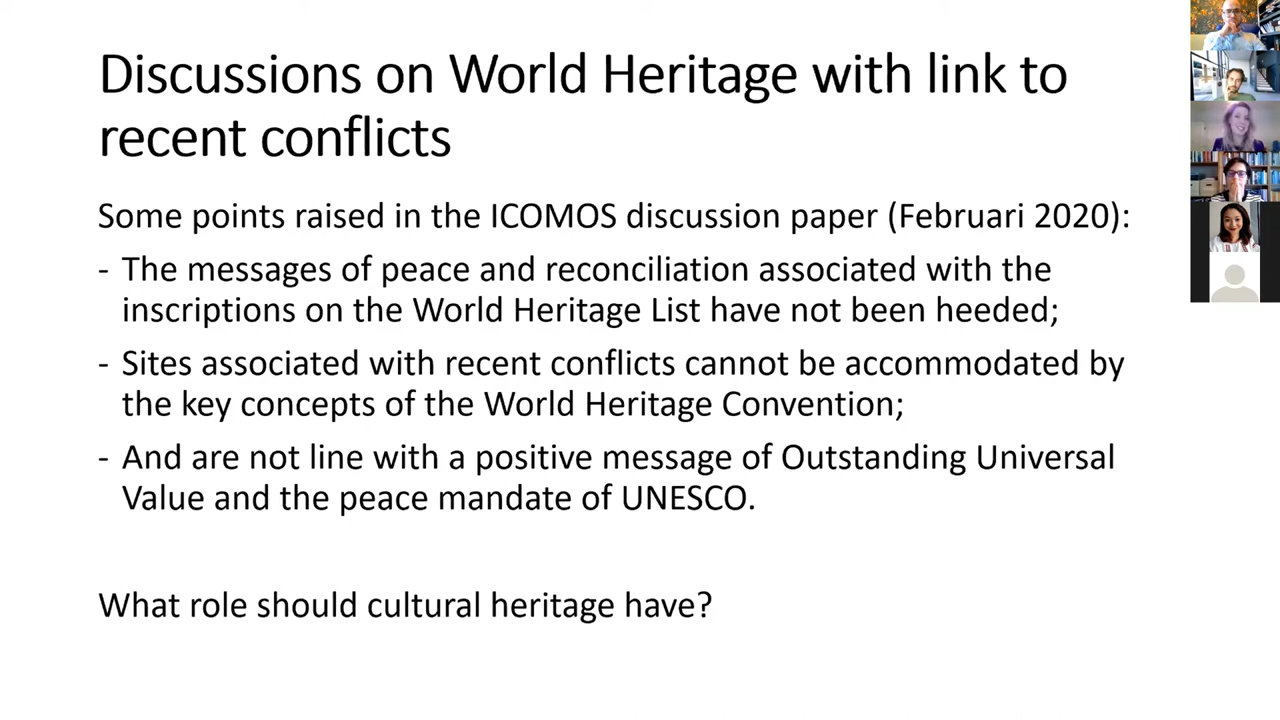 Discussions on World Heritage with link to
recent conflicts
Some points raised in the ICOMOS discussion paper (Februari 2020):
- The messages of peace and reconciliation associated with the
inscriptions on the World Heritage List have not been heeded;
- Sites associated with recent conflicts cannot be accommodated by
the key concepts of the World Heritage Convention;
- And are not line with a positive message of Outstanding Universal
Value and the peace mandate of UNESCO.
What role should cultural heritage have?